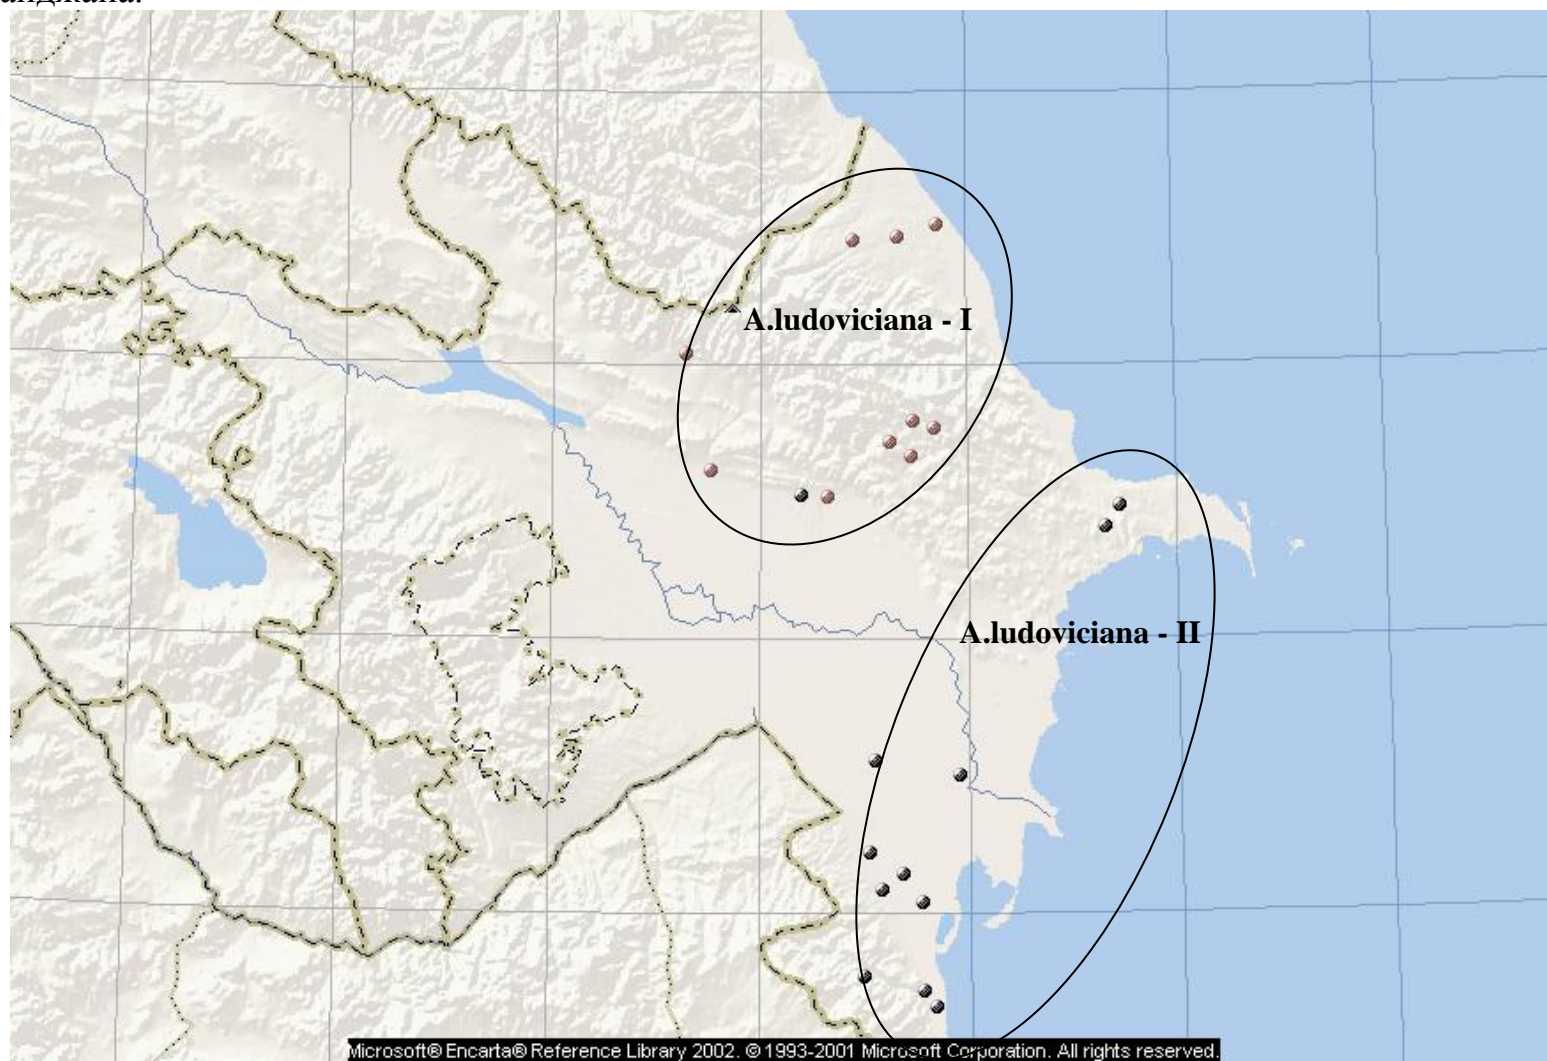 A.ludoviciana - I
A.ludoviciana - II
Microsoft® Encarta® Reference Library 2002. © 1993-2001 Microsoft Corporation. All rights reserved.